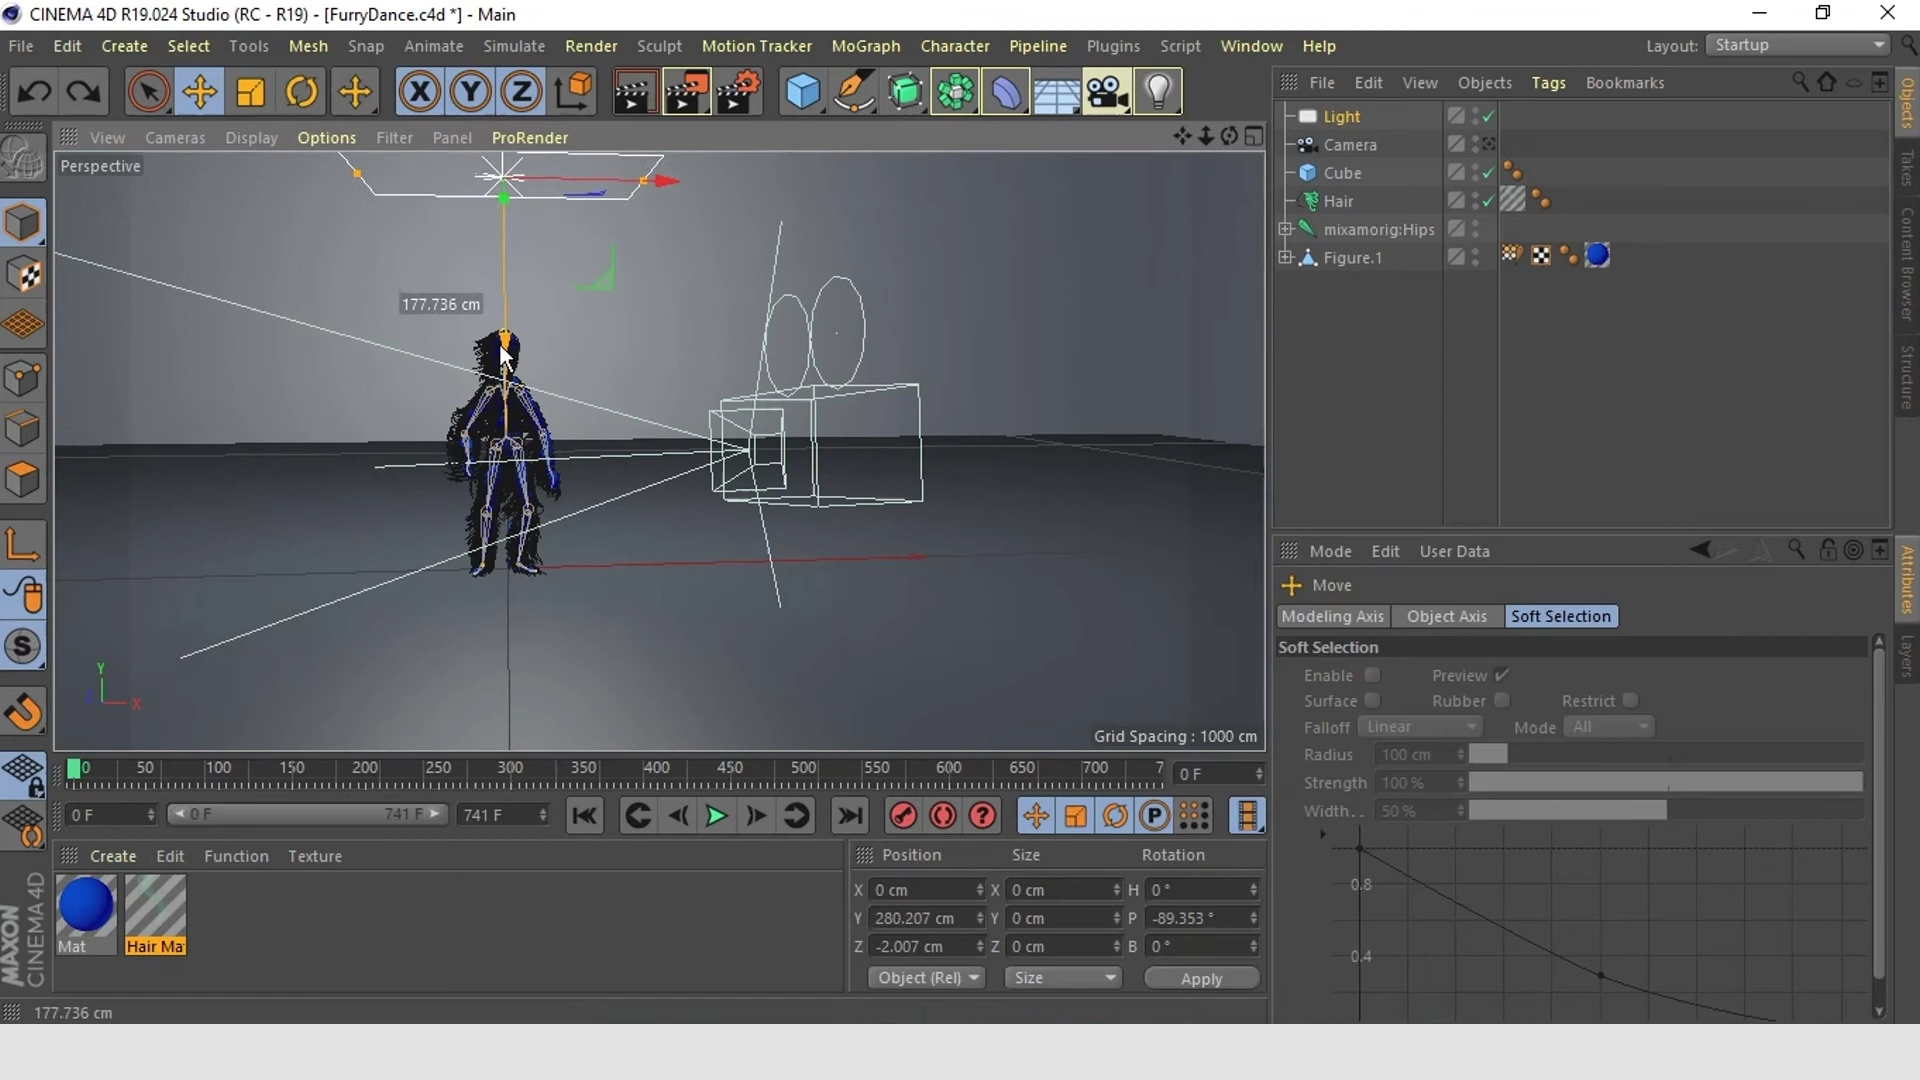 CINEMA 4D R19.024 Studio (RC - R19) - [FurryDance.c4d *] - Main
File Edit Create Select Tools Mesh Snap Animate Simulate Render Sculpt Motion Tracker MoGraph Character Pipeline Plugins Script Window Help Layout: Startup
X Y Z
File Edit View Objects Tags Bookmarks
View Cameras Display Options Filter Panel ProRender
Perspective
Light
Camera
Cube
Hair
mixamorig:Hips
Figure.1
Objects
Takes
Content Browser
Structure
177.736 cm
Y
X
Grid Spacing : 1000 cm
Mode Edit User Data
Move
Modeling Axis Object Axis Soft Selection
Soft Selection
Enable Preview
Surface Rubber Restrict
Falloff Linear Mode All
Radius 100 cm
Strength 100 %
Width.. 50 %
0.8
0.4
Attributes
Layers
0 50 100 150 200 250 300 350 400 450 500 550 600 650 700 7 0 F
0 F 0 F 741 F 741 F
Create Edit Function Texture
Mat
Hair Ma
Position Size Rotation
X 0 cm X 0 cm H 0 °
Y 280.207 cm Y 0 cm P -89.353 °
Z -2.007 cm Z 0 cm B 0 °
Object (Rel) Size Apply
MAXON
CINEMA 4D
177.736 cm